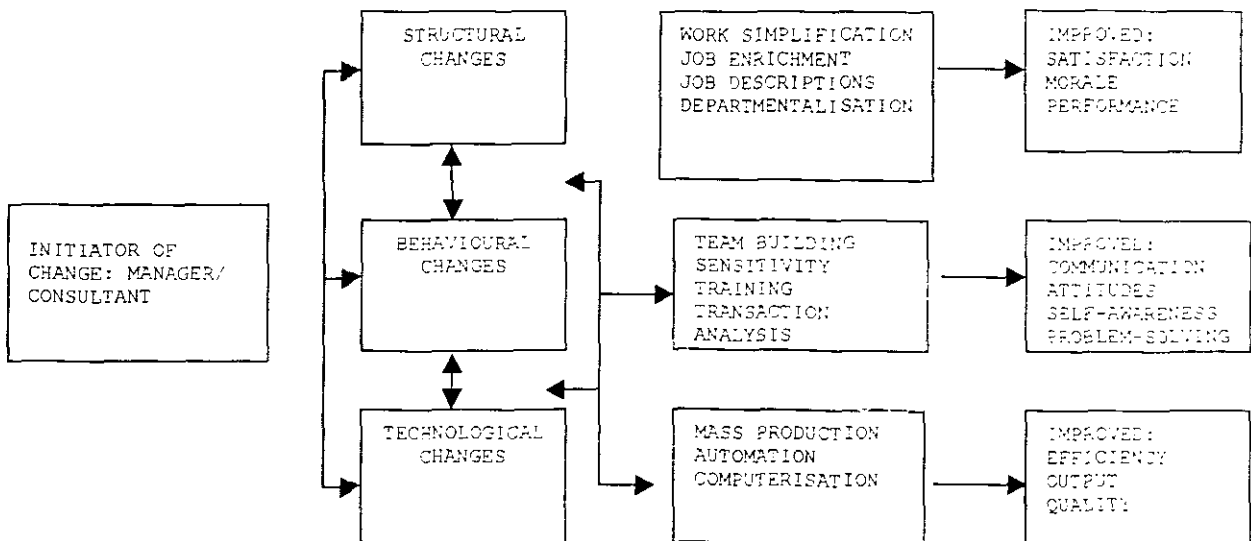 STRUCTURAL
CHANGES
WORK SIMPLIFICATION
JOB ENRICHMENT
JOB DESCRIPTIONS
DEPARTMENTALISATION
IMPROVED:
SATISFACTION
MORALE
PERFORMANCE
INITIATOR OF
CHANGE: MANAGER/
CONSULTANT
BEHAVIOURAL
CHANGES
TEAM BUILDING
SENSITIVITY
TRAINING
TRANSACTION
ANALYSIS
IMPROVED:
COMMUNICATION
ATTITUDES
SELF-AWARENESS
PROBLEM-SOLVING
TECHNOLOGICAL
CHANGES
MASS PRODUCTION
AUTOMATION
COMPUTERISATION
IMPROVED:
EFFICIENCY
OUTPUT
QUALITY